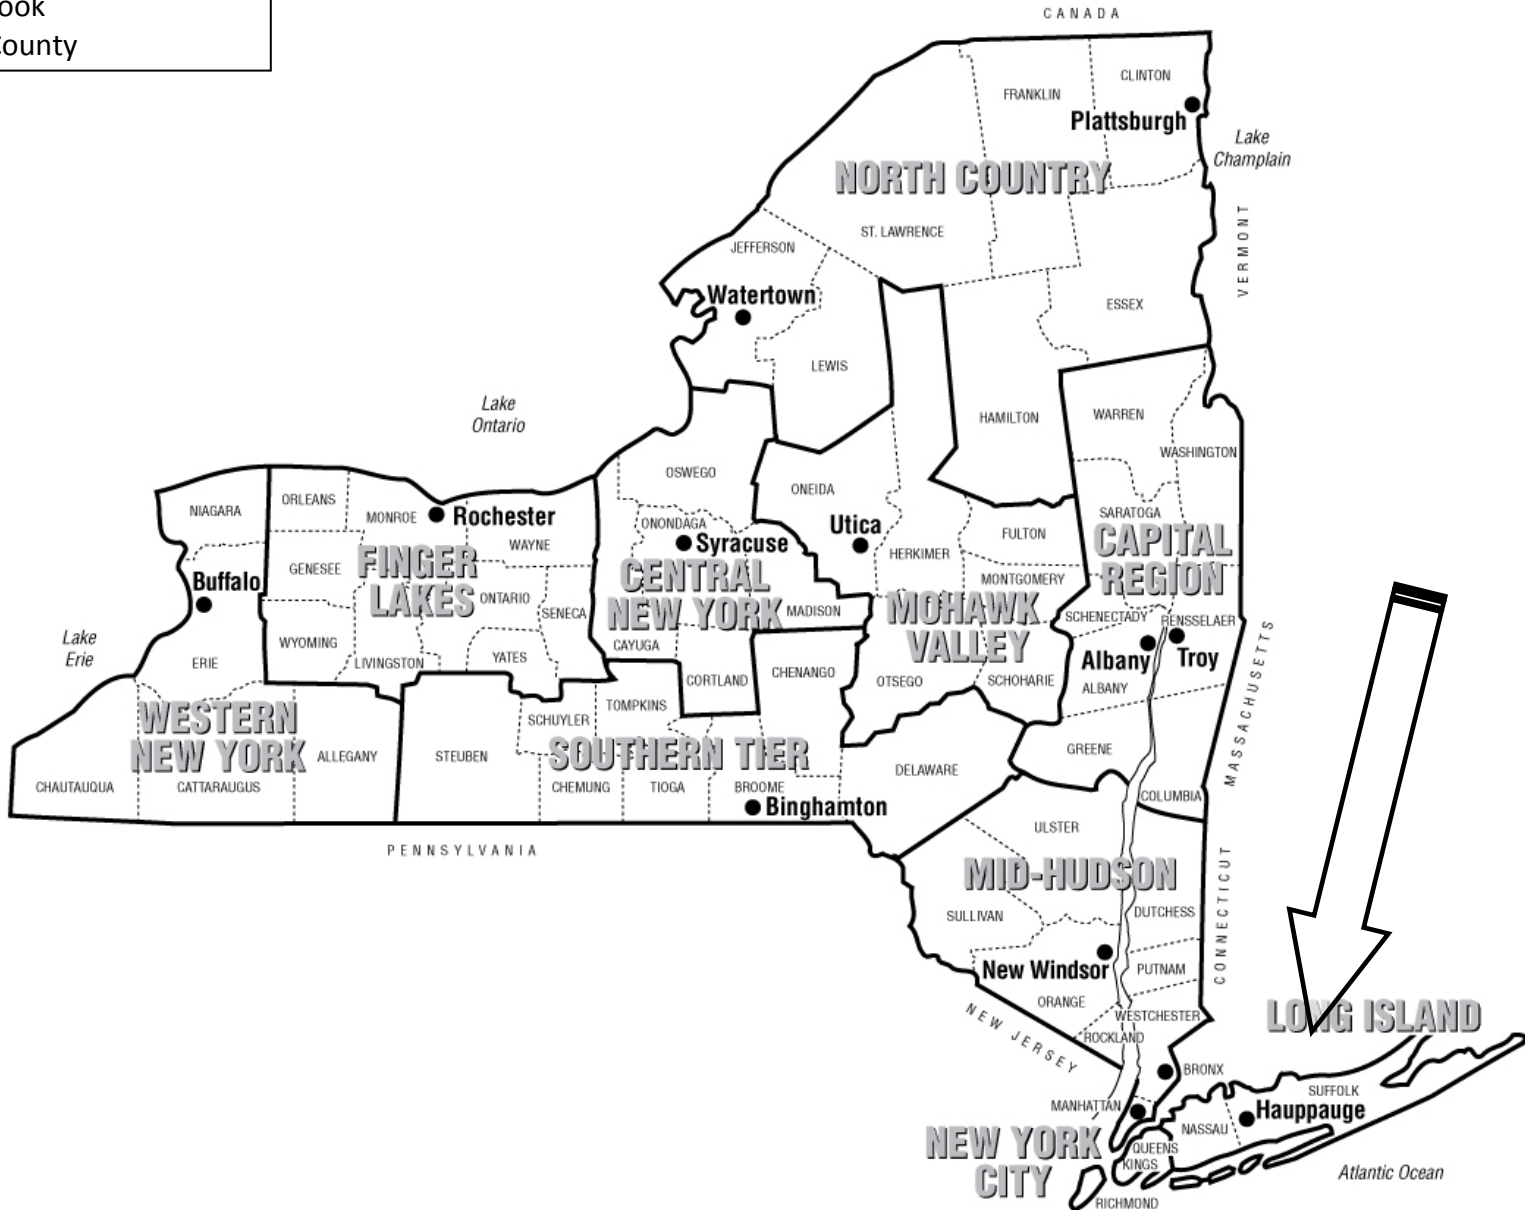 County
CANADA
CLINTON
FRANKLIN
Plattsburgh
Lake
Champlain
NORTH COUNTRY
VERMONT
ST. LAWRENCE
JEFFERSON
Watertown
ESSEX
LEWIS
Lake
Ontario
HAMILTON
WARREN
WASHINGTON
OSWEGO
ONEIDA
NIAGARA
ORLEANS
MONROE
Rochester
ONONDAGA
Syracuse
Utica
SARATOGA
FULTON
HERKIMER
WAYNE
CAPITAL
REGION
FINGER
LAKES
GENESEE
CENTRAL
NEW YORK
MONTGOMERY
Buffalo
ONTARIO
SENECA
MADISON
MOHAWK
VALLEY
SCHENECTADY
RENSSELAER
Lake
Erie
WYOMING
CAYUGA
ERIE
LIVINGSTON
YATES
Albany
Troy
CHENANGO
CORTLAND
OTSEGO
SCHOHARIE
ALBANY
MASSACHUSETTS
TOMPKINS
WESTERN
NEW YORK
SCHUYLER
ALLEGANY
STEUBEN
SOUTHERN TIER
GREENE
DELAWARE
CHAUTAUQUA
CATTARAUGUS
CHEMUNG
TIOGA
BROOME
COLUMBIA
Binghamton
ULSTER
PENNSYLVANIA
MID-HUDSON
SULLIVAN
DUTCHESS
CONNECTICUT
New Windsor
PUTNAM
ORANGE
WESTCHESTER
LONG ISLAND
NEW JERSEY
ROCKLAND
BRONX
SUFFOLK
MANHATTAN
Hauppauge
NASSAU
NEW YORK
CITY
QUEENS
KINGS
Atlantic Ocean
RICHMOND